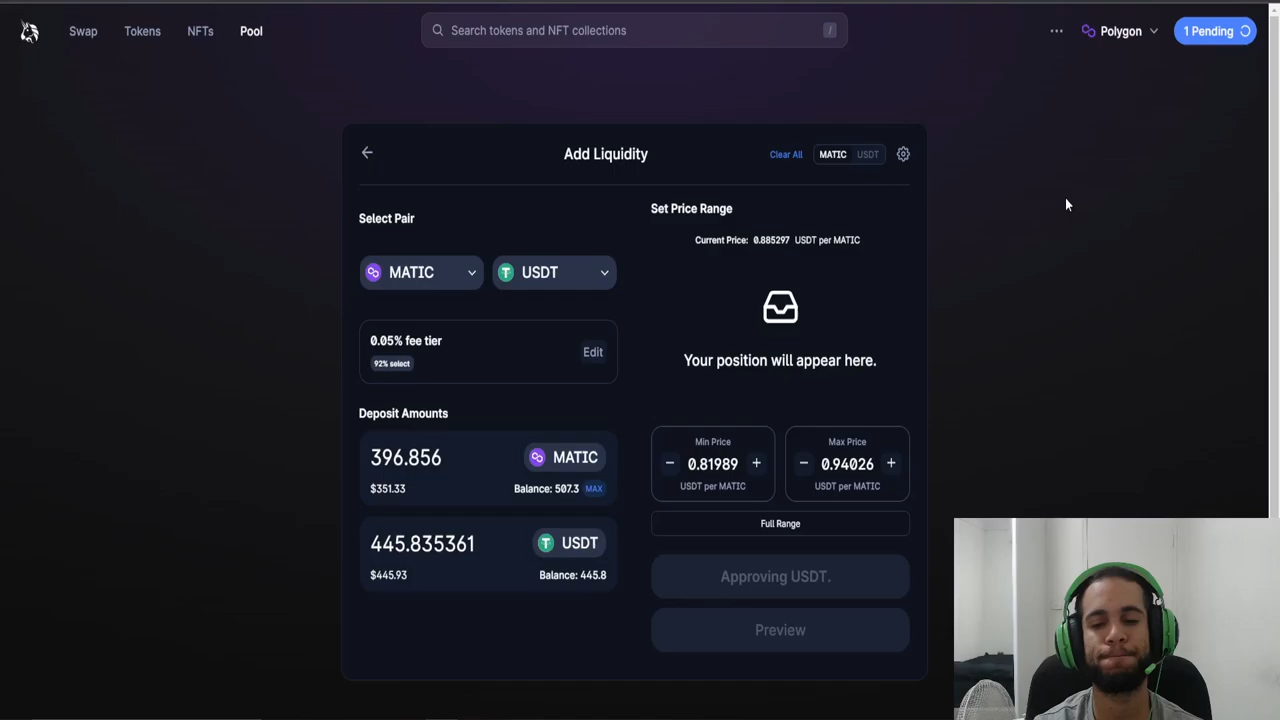 Swap
Tokens
NFTs
Pool
Search tokens and NFT collections
/
Polygon
1 Pending
Add Liquidity
Clear All
MATIC
USDT
Select Pair
MATIC
USDT
0.05% fee tier
92% select
Edit
Deposit Amounts
396.856
MATIC
$351.33
Balance: 507.3
MAX
445.835361
USDT
$445.93
Balance: 445.8
Set Price Range
Current Price: 0.885297 USDT per MATIC
Your position will appear here.
Min Price
- 0.81989 +
USDT per MATIC
Max Price
- 0.94026 +
USDT per MATIC
Full Range
Approving USDT.
Preview